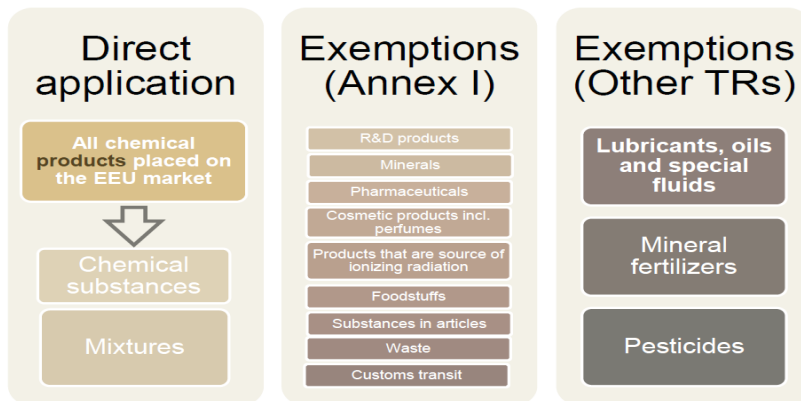 Direct
application
All chemical
products placed on
the EEU market
Chemical
substances
Mixtures
Exemptions
(Annex I)
R&D products
Minerals
Pharmaceuticals
Cosmetic products incl.
perfumes
Products that are source of
ionizing radiation
Foodstuffs
Substances in articles
Waste
Customs transit
Exemptions
(Other TRs)
Lubricants, oils
and special
fluids
Mineral
fertilizers
Pesticides